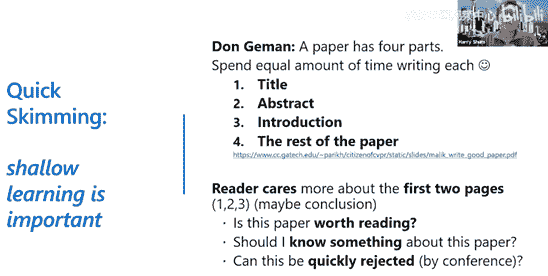 Quick
Skimming:
shallow
learning is
important
Don Geman: A paper has four parts.
Spend equal amount of time writing each ☺
1. Title
2. Abstract
3. Introduction
4. The rest of the paper
https://www.cc.gatech.edu/~parikh/citizenofcvpr/static/slides/malik_write_good_paper.pdf
Reader cares more about the first two pages
(1,2,3) (maybe conclusion)
· Is this paper worth reading?
· Should I know something about this paper?
· Can this be quickly rejected (by conference)?
bilibili
Harry Shum